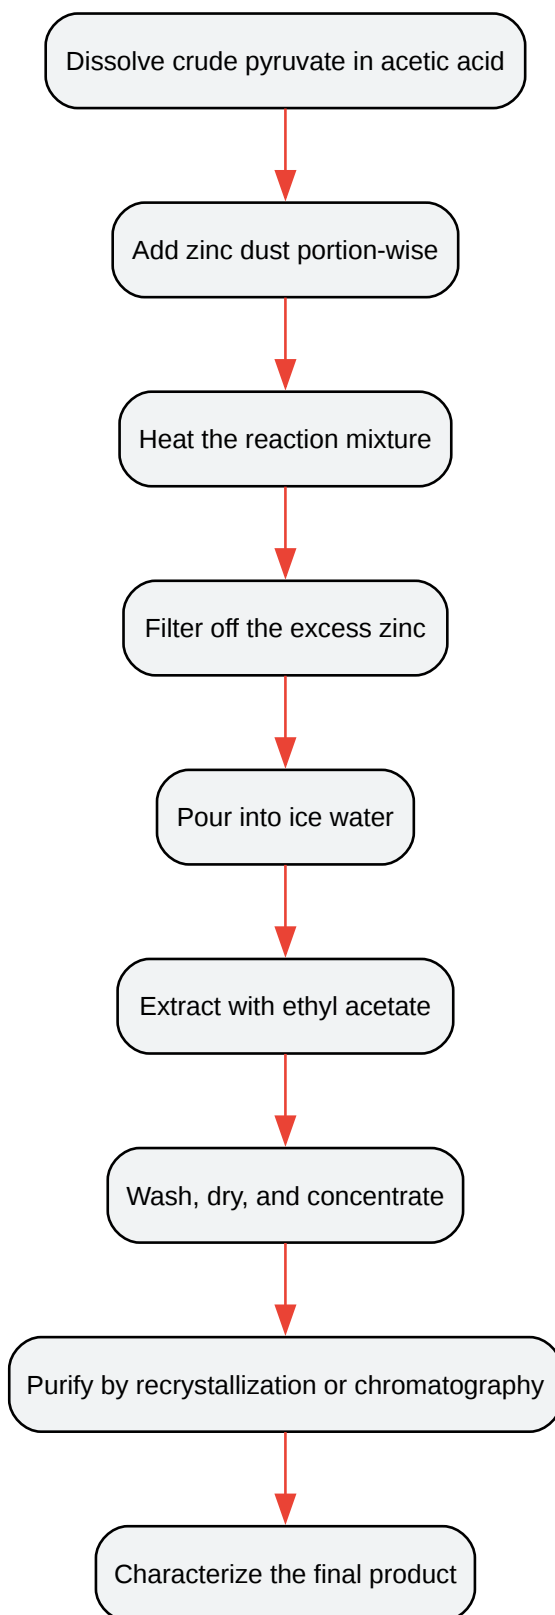 Dissolve crude pyruvate in acetic acid
Add zinc dust portion-wise
Heat the reaction mixture
Filter off the excess zinc
Pour into ice water
Extract with ethyl acetate
Wash, dry, and concentrate
Purify by recrystallization or chromatography
Characterize the final product